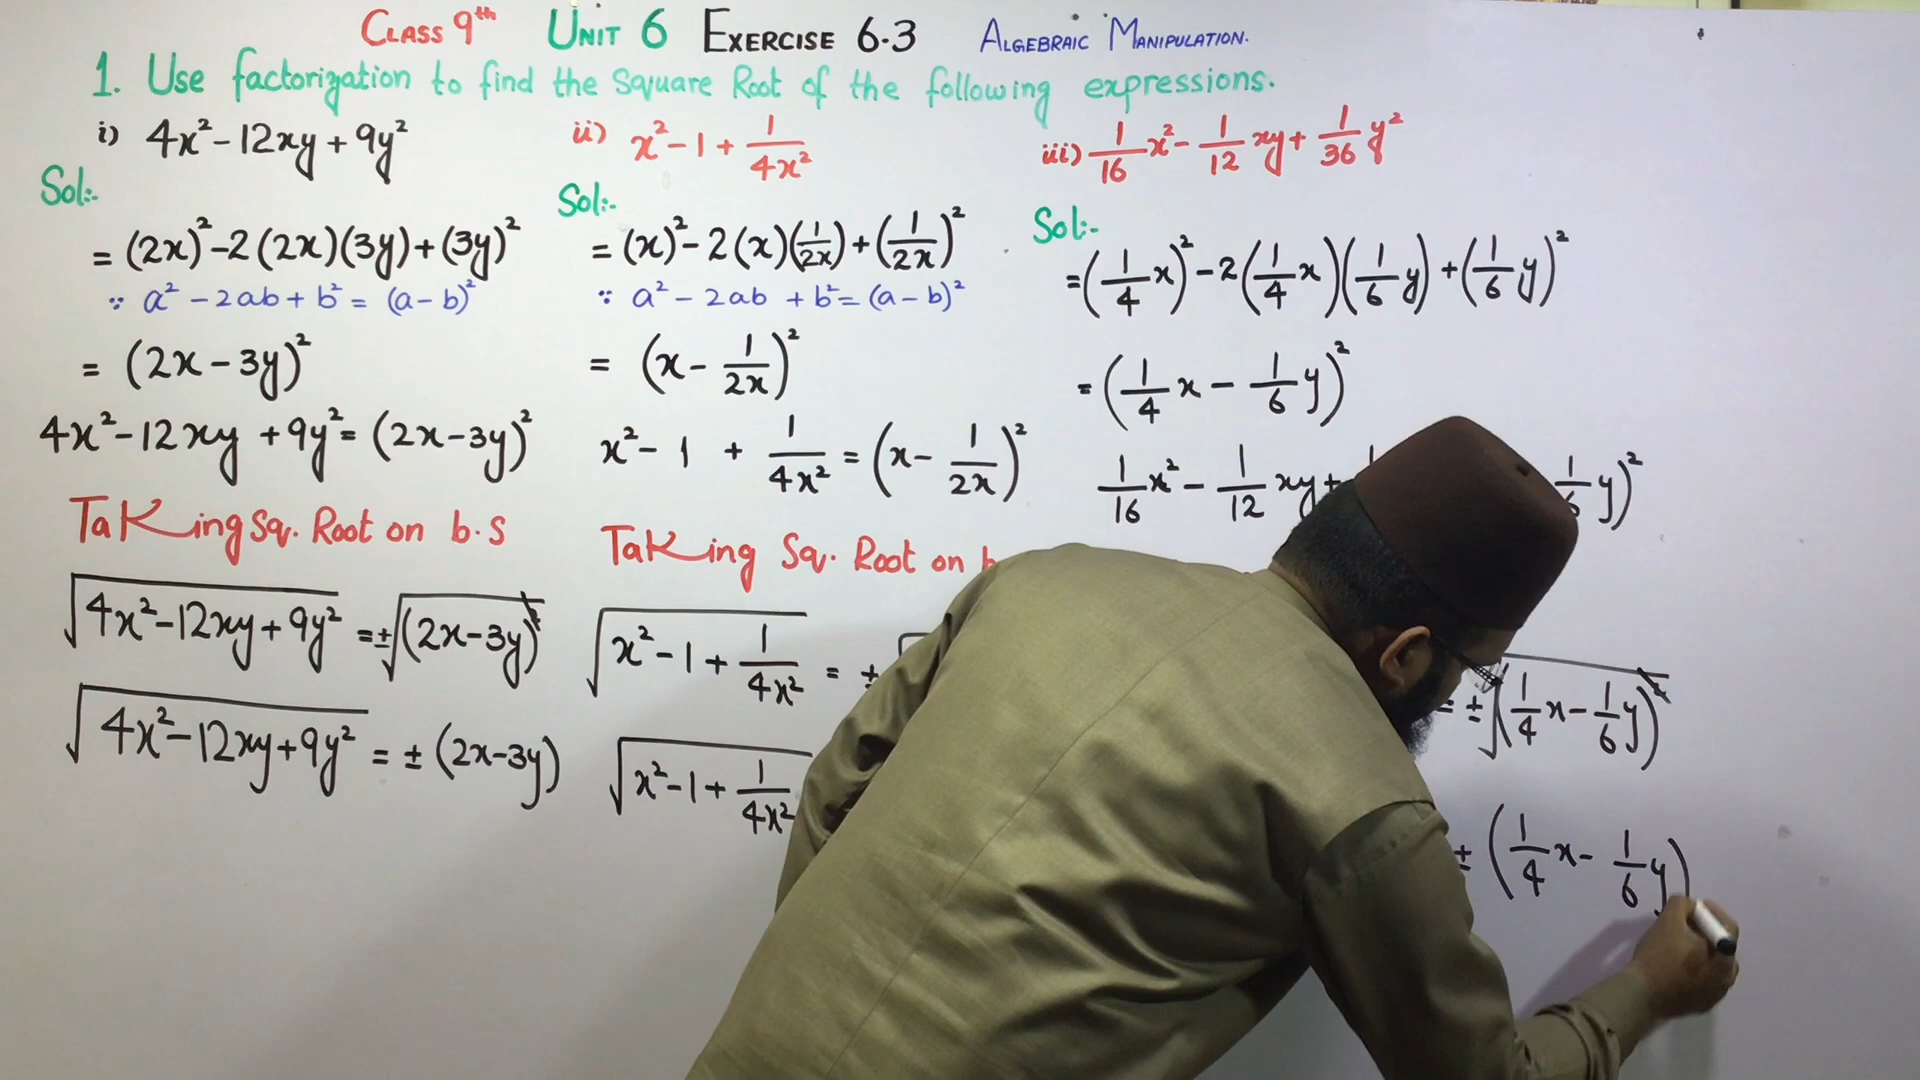 CLASS 9th UNIT 6 EXERCISE 6.3 ALGEBRAIC MANIPULATION.
1. Use factorization to find the square Root of the following expressions.
i) 4x² - 12xy + 9y²
Sol:-
= (2x)² - 2(2x)(3y) + (3y)²
∵ a² - 2ab + b² = (a - b)²
= (2x - 3y)²
4x² - 12xy + 9y² = (2x - 3y)²
Taking Sq. Root on b.s
√(4x² - 12xy + 9y²) = ±√(2x - 3y)²
√(4x² - 12xy + 9y²) = ± (2x - 3y)
ii) x² - 1 + 1/4x²
Sol:-
= (x)² - 2(x)(1/2x) + (1/2x)²
∵ a² - 2ab + b² = (a - b)²
= (x - 1/2x)²
x² - 1 + 1/4x² = (x - 1/2x)²
Taking Sq. Root on b
√(x² - 1 + 1/4x²) = ±
√(x² - 1 + 1/4x²)
iii) 1/16 x² - 1/12 xy + 1/36 y²
Sol:-
= (1/4 x)² - 2(1/4 x)(1/6 y) + (1/6 y)²
= (1/4 x - 1/6 y)²
1/16 x² - 1/12 xy + 1/6 y)²
= ±√(1/4 x - 1/6 y)²
± (1/4 x - 1/6 y)